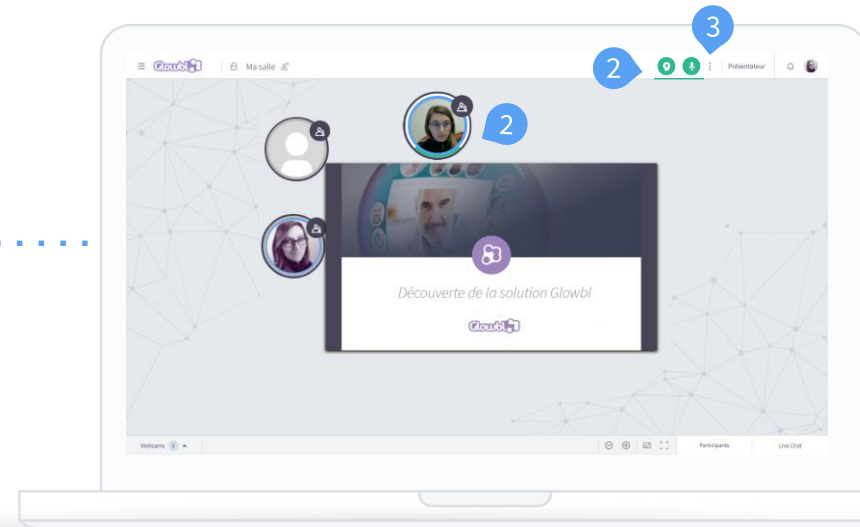 3
2
Glowbl
Ma salle
Présentateur
2
Découverte de la solution Glowbl
Glowbl
Webcams 2
Participants
Live Chat